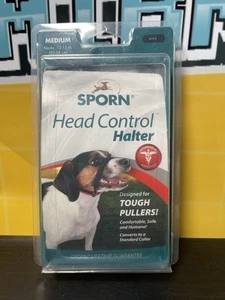 MEDIUM
SPORN®
Head Control
Halter
Designed for
TOUGH
PULLERS!
Comfortable, Safe,
and Humane!
Converts to a
Standard Collar